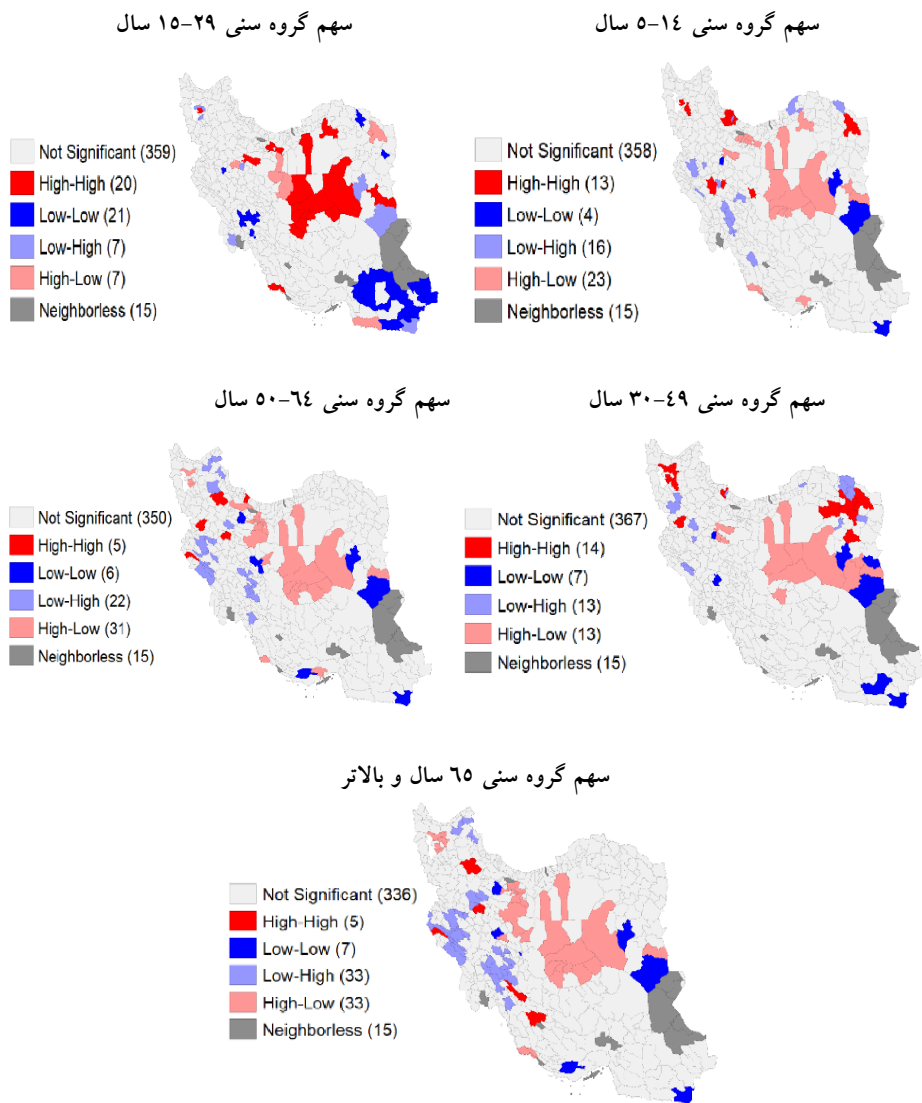 سهم گروه سنی ۱۴-۵ سال
Not Significant (358)
High-High (13)
Low-Low (4)
Low-High (16)
High-Low (23)
Neighborless (15)
سهم گروه سنی ۲۹-۱۵ سال
Not Significant (359)
High-High (20)
Low-Low (21)
Low-High (7)
High-Low (7)
Neighborless (15)
سهم گروه سنی ٤۹-۳۰ سال
Not Significant (367)
High-High (14)
Low-Low (7)
Low-High (13)
High-Low (13)
Neighborless (15)
سهم گروه سنی ٦٤-۵۰ سال
Not Significant (350)
High-High (5)
Low-Low (6)
Low-High (22)
High-Low (31)
Neighborless (15)
سهم گروه سنی ٦۵ سال و بالاتر
Not Significant (336)
High-High (5)
Low-Low (7)
Low-High (33)
High-Low (33)
Neighborless (15)